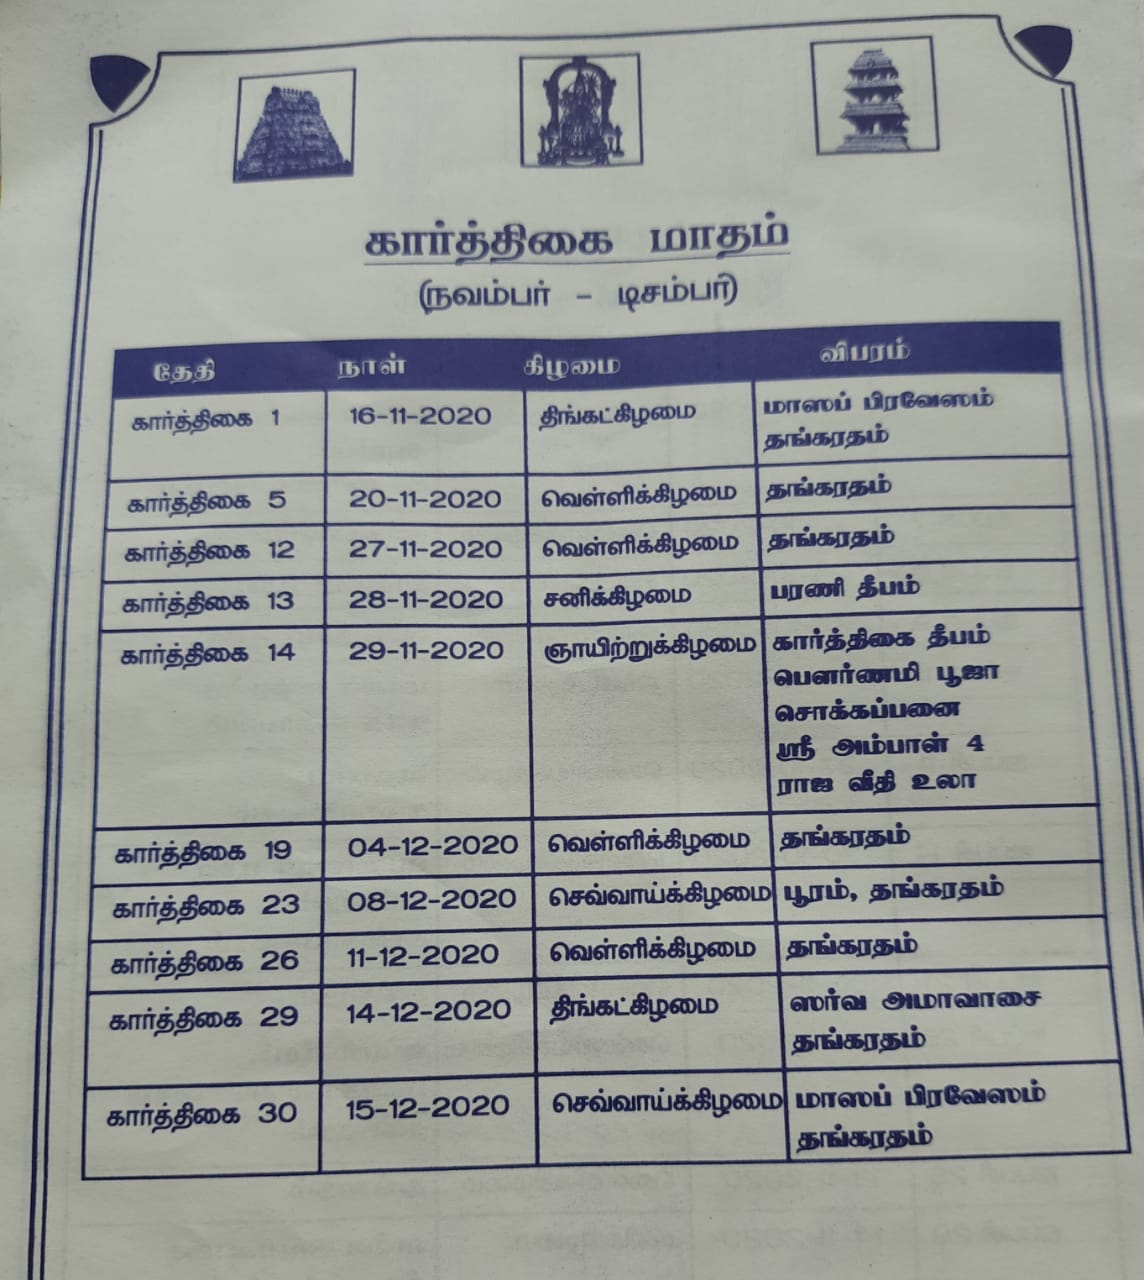 கார்த்திகை மாதம்
(நவம்பர் - டிசம்பர்)
தேதி நாள் கிழமை விபரம்
கார்த்திகை 1 16-11-2020 திங்கட்கிழமை மாஸப் பிரவேஸம்
தங்கரதம்
கார்த்திகை 5 20-11-2020 வெள்ளிக்கிழமை தங்கரதம்
கார்த்திகை 12 27-11-2020 வெள்ளிக்கிழமை தங்கரதம்
கார்த்திகை 13 28-11-2020 சனிக்கிழமை பரணி தீபம்
கார்த்திகை 14 29-11-2020 ஞாயிற்றுக்கிழமை கார்த்திகை தீபம்
பௌர்ணமி பூஜா
சொக்கப்பனை
ஸ்ரீ அம்பாள் 4
ராஜ வீதி உலா
கார்த்திகை 19 04-12-2020 வெள்ளிக்கிழமை தங்கரதம்
கார்த்திகை 23 08-12-2020 செவ்வாய்க்கிழமை பூரம், தங்கரதம்
கார்த்திகை 26 11-12-2020 வெள்ளிக்கிழமை தங்கரதம்
கார்த்திகை 29 14-12-2020 திங்கட்கிழமை ஸர்வ அமாவாசை
தங்கரதம்
கார்த்திகை 30 15-12-2020 செவ்வாய்க்கிழமை மாஸப் பிரவேஸம்
தங்கரதம்